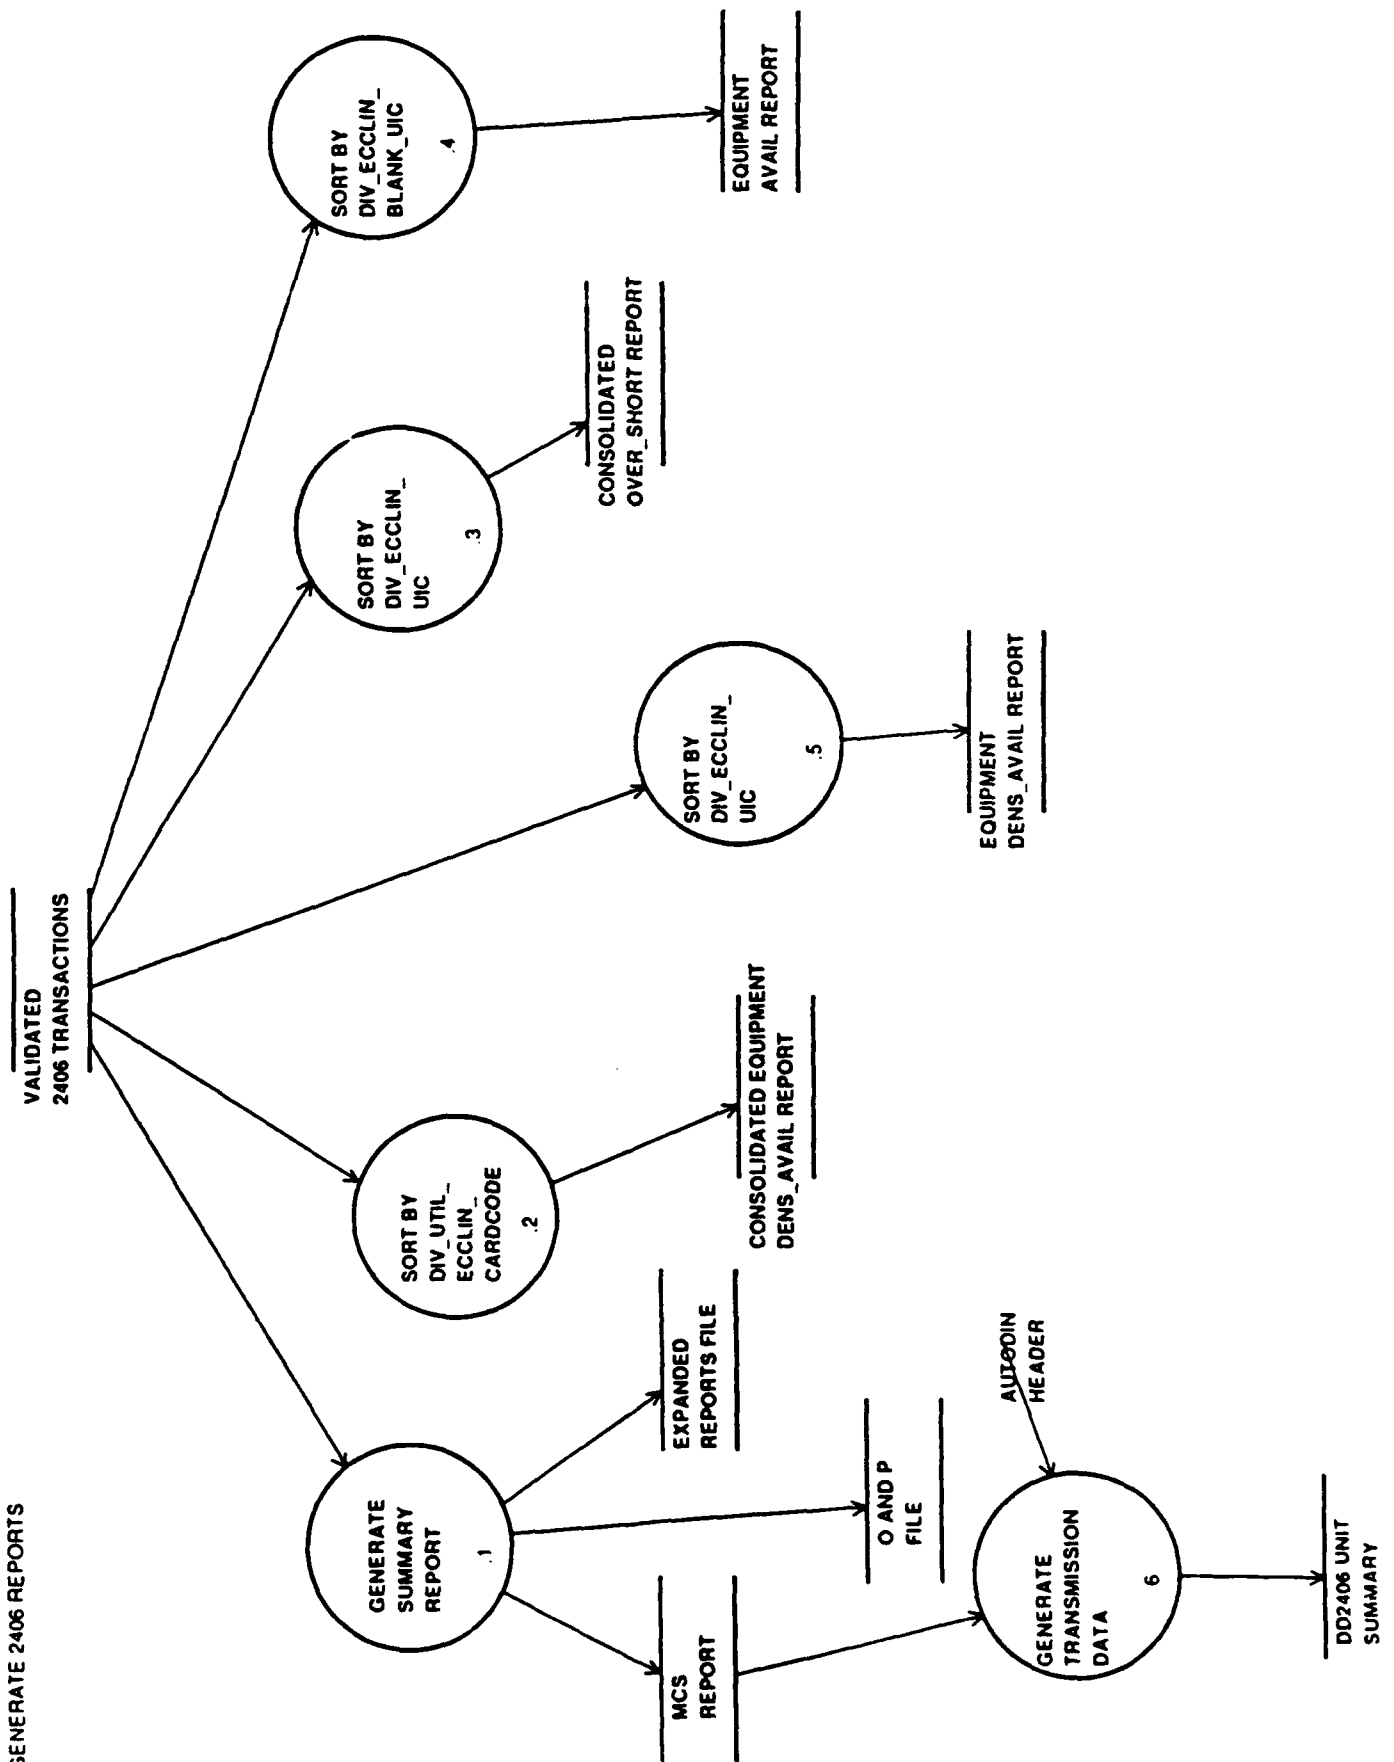 GENERATE 2406 REPORTS
VALIDATED
2406 TRANSACTIONS
GENERATE
SUMMARY
REPORT
.1
SORT BY
DIV_UTIL_
ECCLIN_
CARDCODE
.2
SORT BY
DIV_ECCLIN_
UIC
.5
SORT BY
DIV_ECCLIN_
UIC
.3
SORT BY
DIV_ECCLIN_
BLANK_UIC
.4
MCS
REPORT
O AND P
FILE
EXPANDED
REPORTS FILE
CONSOLIDATED EQUIPMENT
DENS_AVAIL REPORT
EQUIPMENT
DENS_AVAIL REPORT
CONSOLIDATED
OVER_SHORT REPORT
EQUIPMENT
AVAIL REPORT
AUTODIN
HEADER
GENERATE
TRANSMISSION
DATA
6
DD2406 UNIT
SUMMARY